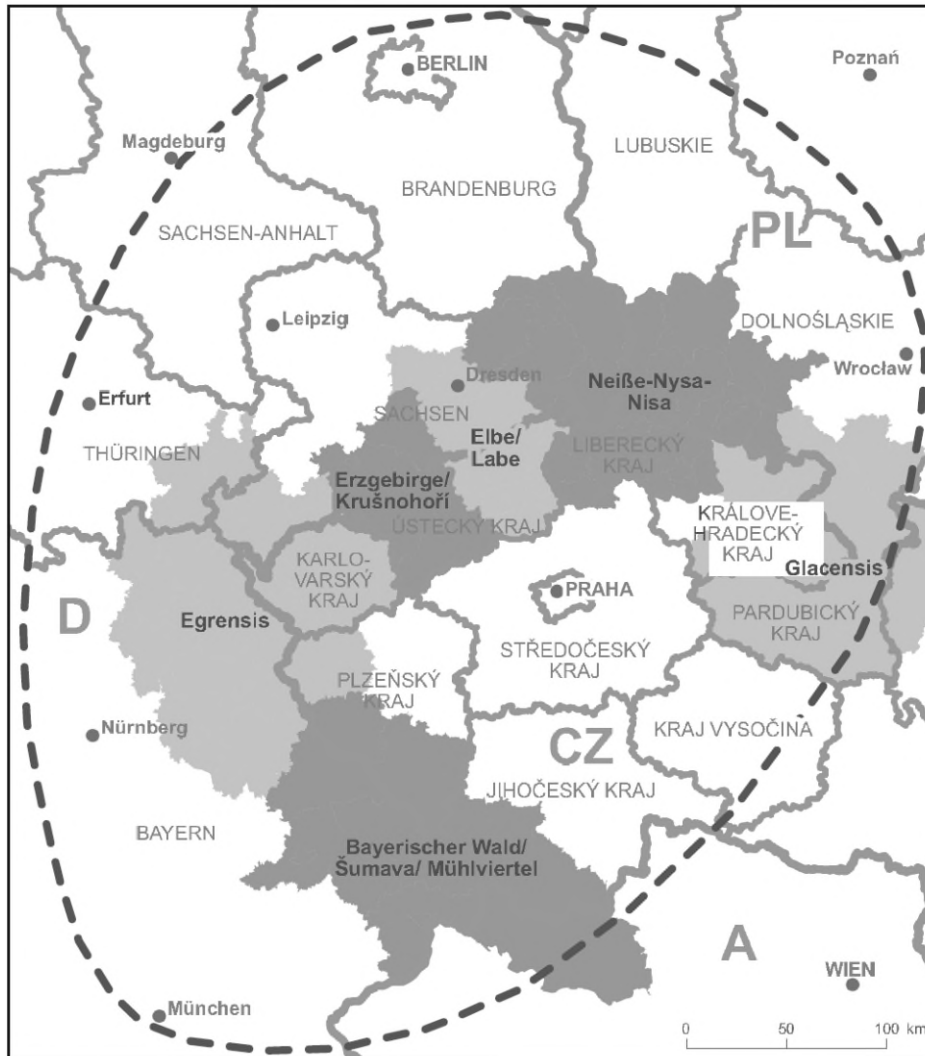 BERLIN
Poznań
Magdeburg
LUBUSKIE
BRANDENBURG
SACHSEN-ANHALT
PL
Leipzig
DOLNOŚLĄSKIE
Wrocław
Dresden
Neiße-Nysa-
Nisa
Erfurt
SACHSEN
THÜRINGEN
Elbe/
Labe
LIBERECKÝ
KRAJ
Erzgebirge/
Krušnohoří
ÚSTECKÝ KRAJ
KRÁLOVE-
HRADECKÝ
KRAJ
Glacensis
KARLO-
VARSKÝ
KRAJ
PRAHA
D
Egrensis
PARDUBICKÝ
KRAJ
STŘEDOČESKÝ
KRAJ
PLZEŇSKÝ
KRAJ
Nürnberg
KRAJ VYSOČINA
CZ
JIHOČESKÝ KRAJ
BAYERN
Bayerischer Wald/
Šumava/ Mühlviertel
A
WIEN
München
0 50 100 km